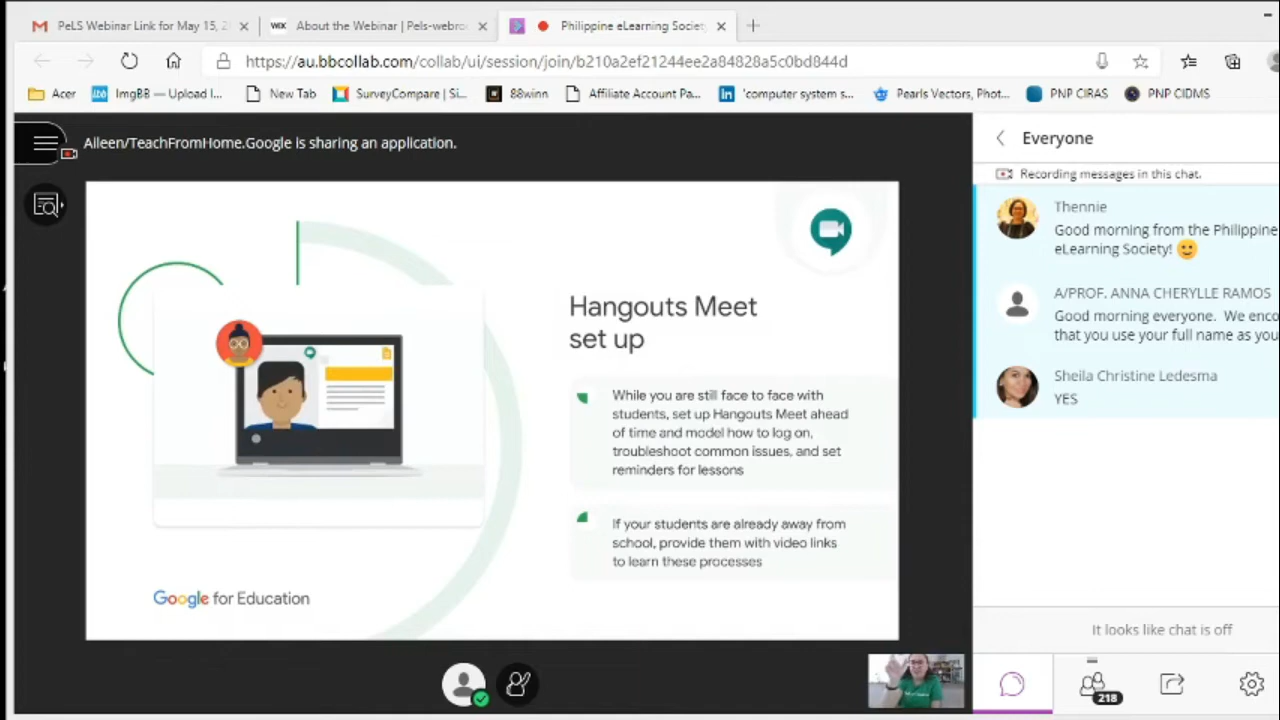 PeLS Webinar Link for May 15, 2
About the Webinar | Pels-webro
Philippine eLearning Societ
https://au.bbcollab.com/collab/ui/session/join/b210a2ef21244ee2a84828a5c0bd844d
Acer
ImgBB — Upload I...
New Tab
SurveyCompare | Si...
88winn
Affiliate Account Pa...
'computer system s...
Pearls Vectors, Phot...
PNP CIRAS
PNP CIDMS
Aileen/TeachFromHome.Google is sharing an application.
Hangouts Meet
set up
While you are still face to face with
students, set up Hangouts Meet ahead
of time and model how to log on,
troubleshoot common issues, and set
reminders for lessons
If your students are already away from
school, provide them with video links
to learn these processes
Google for Education
Everyone
Recording messages in this chat.
Thennie
Good morning from the Philippine
eLearning Society!
A/PROF. ANNA CHERYLLE RAMOS
Good morning everyone. We enco
that you use your full name as you
Sheila Christine Ledesma
YES
It looks like chat is off
218